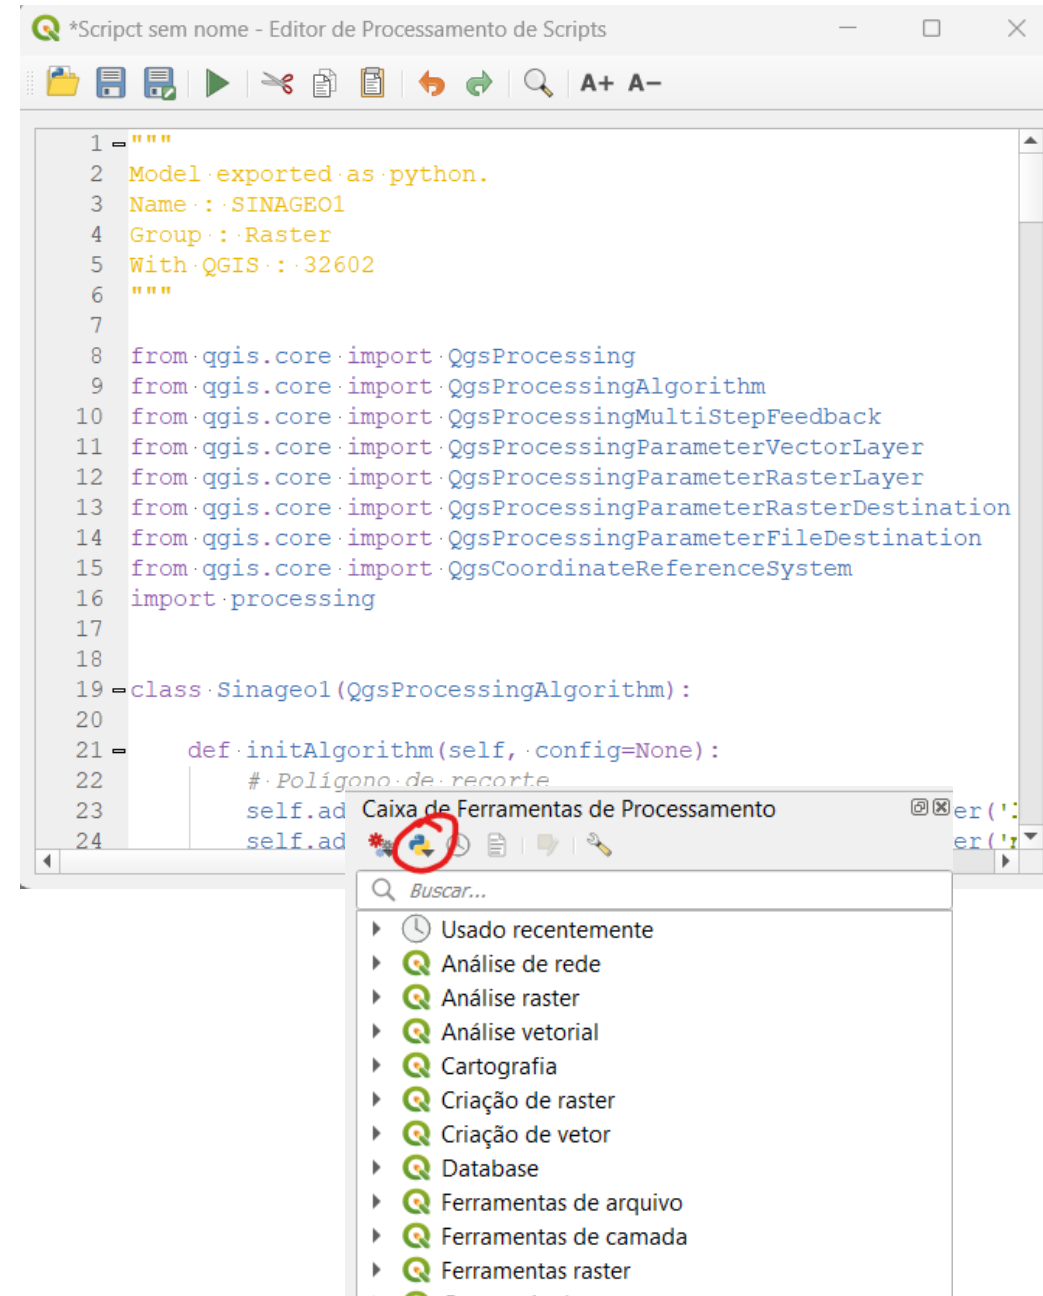 *Scripct sem nome - Editor de Processamento de Scripts
A+ A-
1 """
2 Model exported as python.
3 Name : SINAGEO1
4 Group : Raster
5 With QGIS : 32602
6 """
7
8 from qgis.core import QgsProcessing
9 from qgis.core import QgsProcessingAlgorithm
10 from qgis.core import QgsProcessingMultiStepFeedback
11 from qgis.core import QgsProcessingParameterVectorLayer
12 from qgis.core import QgsProcessingParameterRasterLayer
13 from qgis.core import QgsProcessingParameterRasterDestination
14 from qgis.core import QgsProcessingParameterFileDestination
15 from qgis.core import QgsCoordinateReferenceSystem
16 import processing
17
18
19 class Sinageo1(QgsProcessingAlgorithm):
20
21 def initAlgorithm(self, config=None):
22 # Polígono de recorte
23 self.ad er('
24 self.ad er('
Caixa de Ferramentas de Processamento
Buscar...
Usado recentemente
Análise de rede
Análise raster
Análise vetorial
Cartografia
Criação de raster
Criação de vetor
Database
Ferramentas de arquivo
Ferramentas de camada
Ferramentas raster